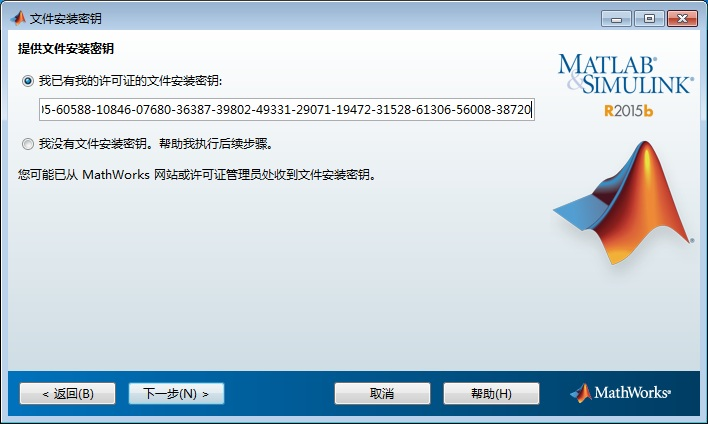 文件安装密钥
提供文件安装密钥
我已有我的许可证的文件安装密钥:
-60588-10846-07680-36387-39802-49331-29071-19472-31528-61306-56008-38720
我没有文件安装密钥。帮助我执行后续步骤。
您可能已从 MathWorks 网站或许可证管理员处收到文件安装密钥。
MATLAB®
&SIMULINK®
R2015b
< 返回(B)
下一步(N) >
取消
帮助(H)
MathWorks®